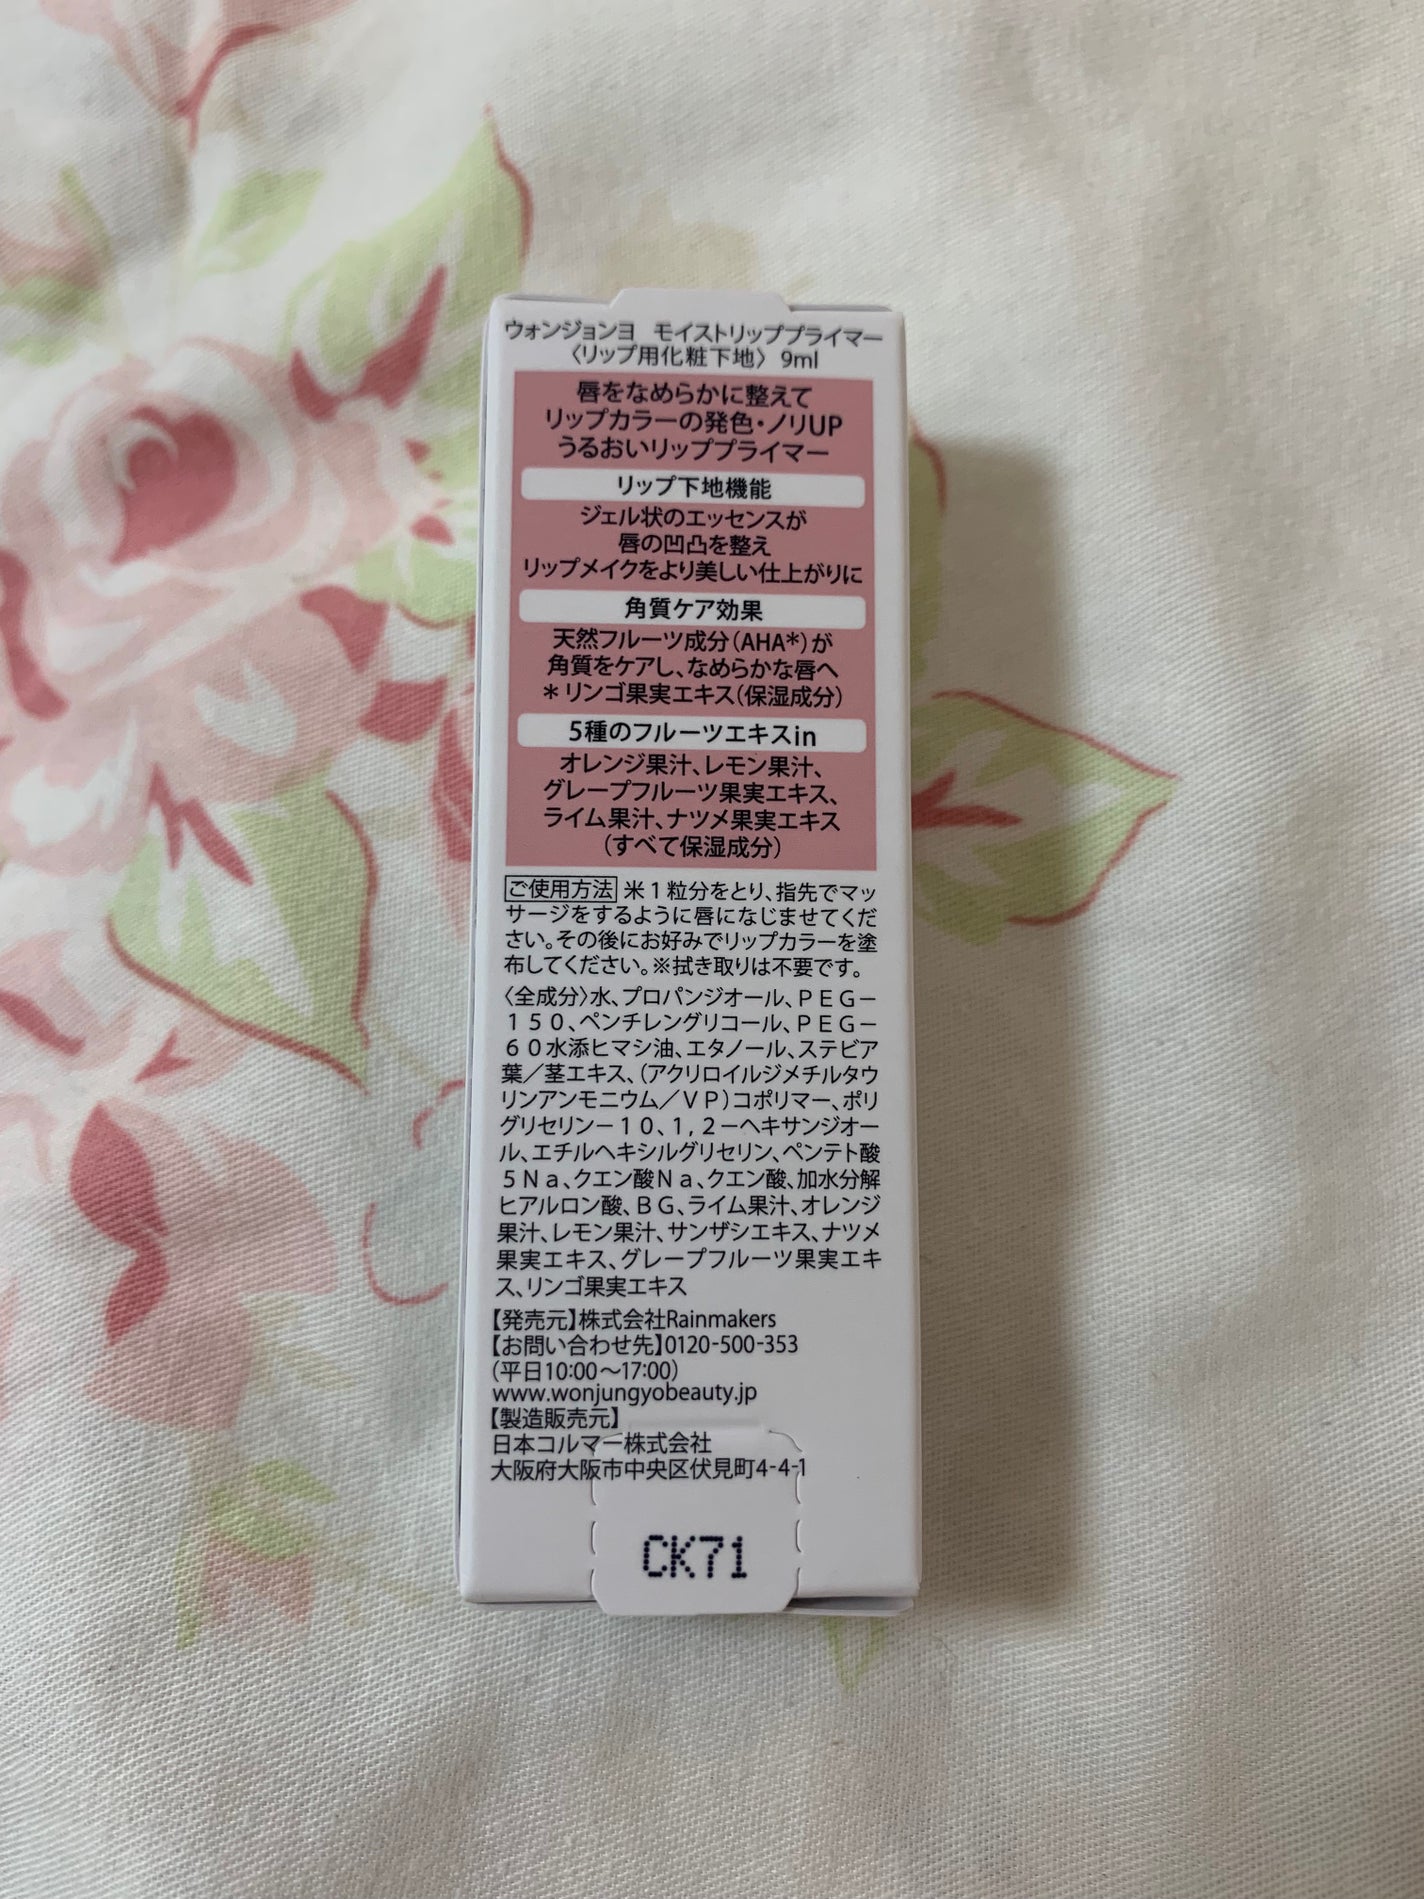 ウォンジョンヨ　モイストリッププライマー
〈リップ用化粧下地〉 9ml
唇をなめらかに整えて
リップカラーの発色・ノリUP
うるおいリッププライマー
リップ下地機能
ジェル状のエッセンスが
唇の凹凸を整え
リップメイクをより美しい仕上がりに
角質ケア効果
天然フルーツ成分(AHA*)が
角質をケアし、なめらかな唇へ
*リンゴ果実エキス(保湿成分)
5種のフルーツエキスin
オレンジ果汁、レモン果汁、
グレープフルーツ果実エキス、
ライム果汁、ナツメ果実エキス
(すべて保湿成分)
ご使用方法 米1粒分をとり、指先でマッ
サージをするように唇になじませてくだ
さい。その後にお好みでリップカラーを塗
布してください。※拭き取りは不要です。
〈全成分〉水、プロパンジオール、ＰＥＧ－
１５０、ペンチレングリコール、ＰＥＧ－
６０水添ヒマシ油、エタノール、ステビア
葉／茎エキス、(アクリロイルジメチルタウ
リンアンモニウム／ＶＰ)コポリマー、ポリ
グリセリン－１０、１，２－ヘキサンジオー
ル、エチルヘキシルグリセリン、ペンテト酸
５Ｎａ、クエン酸Ｎａ、クエン酸、加水分解
ヒアルロン酸、ＢＧ、ライム果汁、オレンジ
果汁、レモン果汁、サンザシエキス、ナツメ
果実エキス、グレープフルーツ果実エキ
ス、リンゴ果実エキス
【発売元】株式会社Rainmakers
【お問い合わせ先】0120-500-353
(平日10:00～17:00)
www.wonjungyobeauty.jp
【製造販売元】
日本コルマー株式会社
大阪府大阪市中央区伏見町4-4-1
CK71